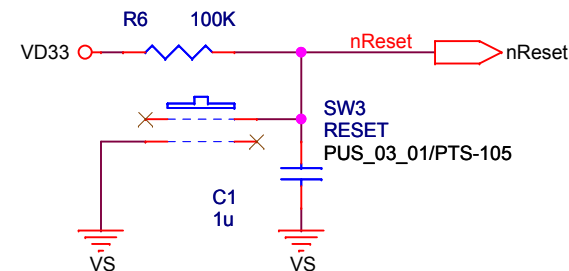 R6 100K
VD33 nReset nReset
SW3
RESET
PUS_03_01/PTS-105
C1
1u
VS VS